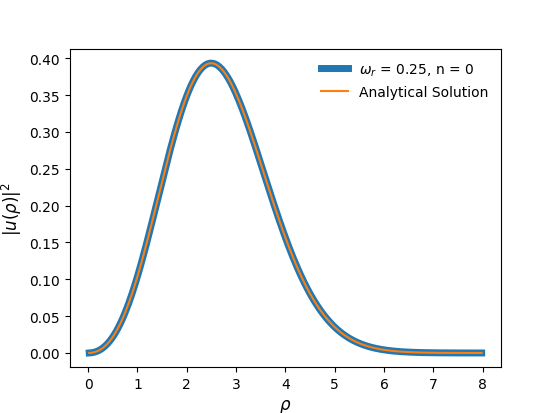 ω_r = 0.25, n = 0
Analytical Solution
0.40
0.35
0.30
0.25
0.20
0.15
0.10
0.05
0.00
|u(ρ)|²
0 1 2 3 4 5 6 7 8
ρ